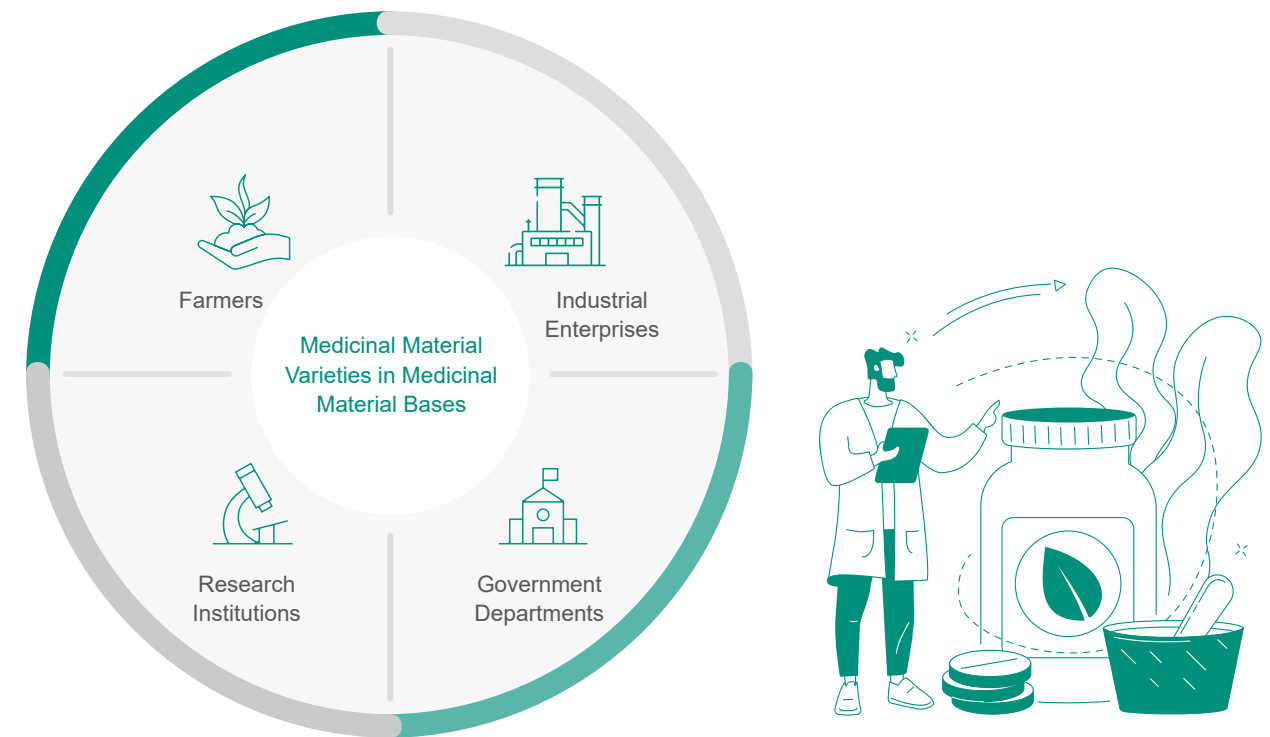 Farmers
Industrial
Enterprises
Medicinal Material
Varieties in Medicinal
Material Bases
Research
Institutions
Government
Departments